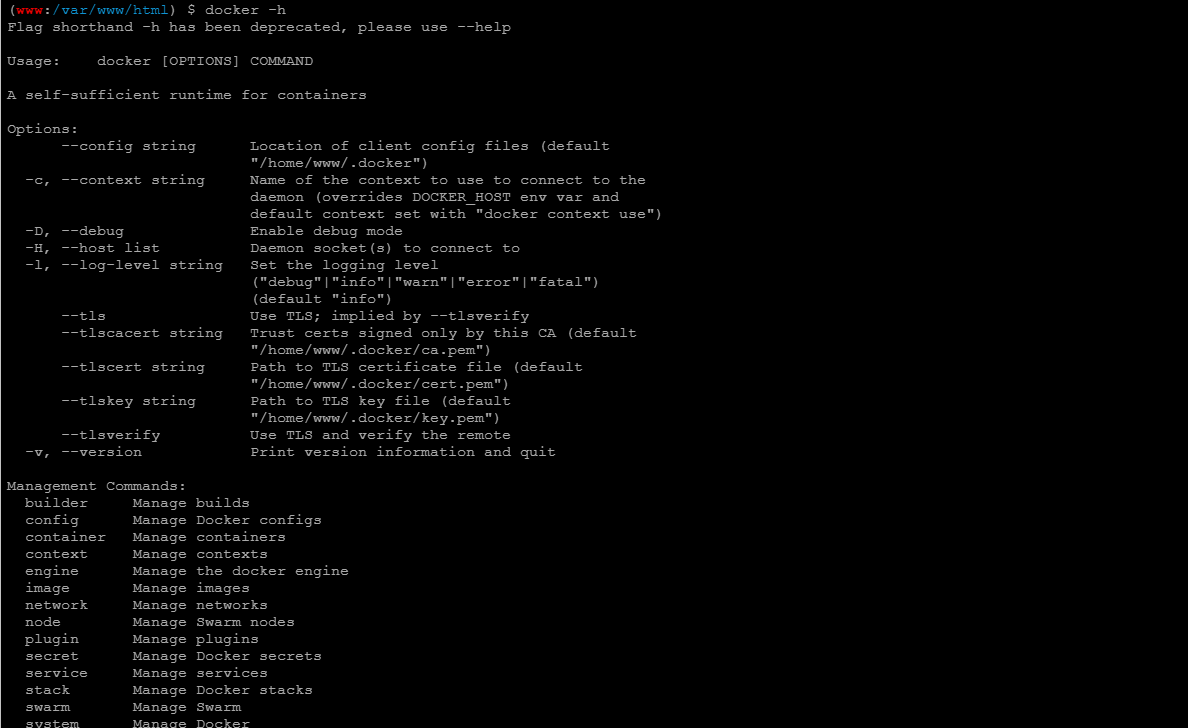 (www:/var/www/html) $ docker -h
Flag shorthand -h has been deprecated, please use --help
Usage:    docker [OPTIONS] COMMAND
A self-sufficient runtime for containers
Options:
      --config string      Location of client config files (default
                           "/home/www/.docker")
  -c, --context string     Name of the context to use to connect to the
                           daemon (overrides DOCKER_HOST env var and
                           default context set with "docker context use")
  -D, --debug              Enable debug mode
  -H, --host list          Daemon socket(s) to connect to
  -l, --log-level string   Set the logging level
                           ("debug"|"info"|"warn"|"error"|"fatal")
                           (default "info")
      --tls                Use TLS; implied by --tlsverify
      --tlscacert string   Trust certs signed only by this CA (default
                           "/home/www/.docker/ca.pem")
      --tlscert string     Path to TLS certificate file (default
                           "/home/www/.docker/cert.pem")
      --tlskey string      Path to TLS key file (default
                           "/home/www/.docker/key.pem")
      --tlsverify          Use TLS and verify the remote
  -v, --version            Print version information and quit
Management Commands:
  builder     Manage builds
  config      Manage Docker configs
  container   Manage containers
  context     Manage contexts
  engine      Manage the docker engine
  image       Manage images
  network     Manage networks
  node        Manage Swarm nodes
  plugin      Manage plugins
  secret      Manage Docker secrets
  service     Manage services
  stack       Manage Docker stacks
  swarm       Manage Swarm
  system      Manage Docker